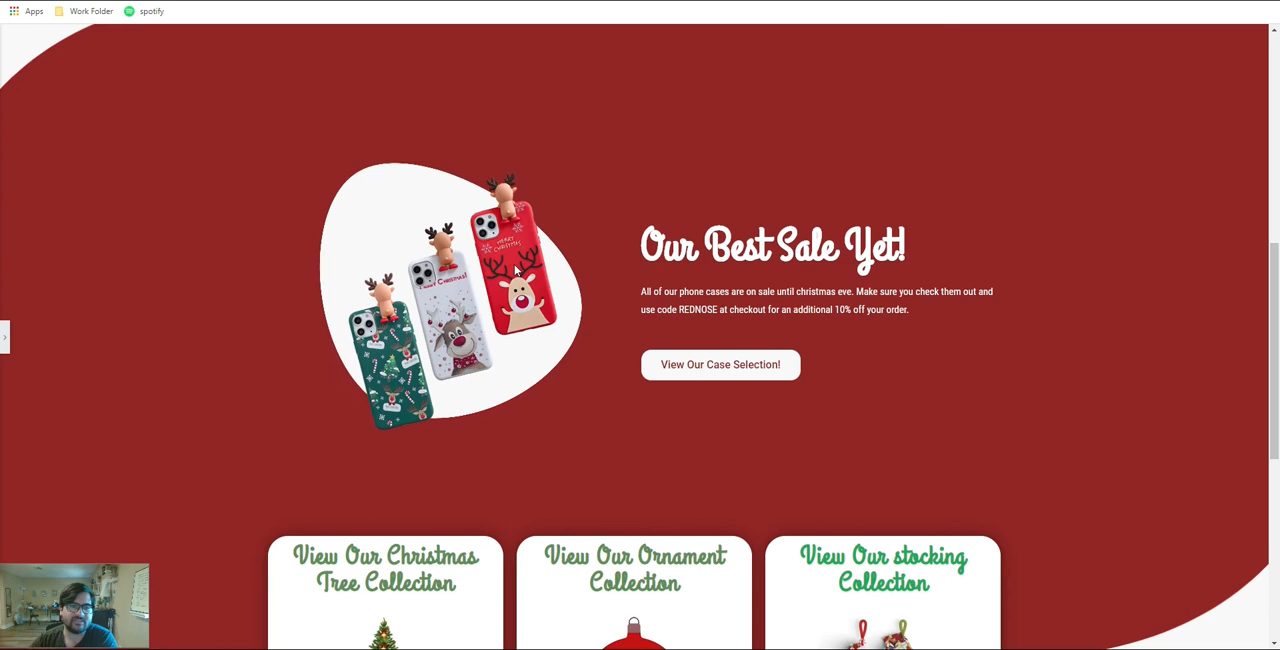 Apps Work Folder spotify
MERRY
CHRISTMAS
Our Best Sale Yet!
All of our phone cases are on sale until christmas eve. Make sure you check them out and
use code REDNOSE at checkout for an additional 10% off your order.
View Our Case Selection!
View Our Christmas
Tree Collection
View Our Ornament
Collection
View Our stocking
Collection